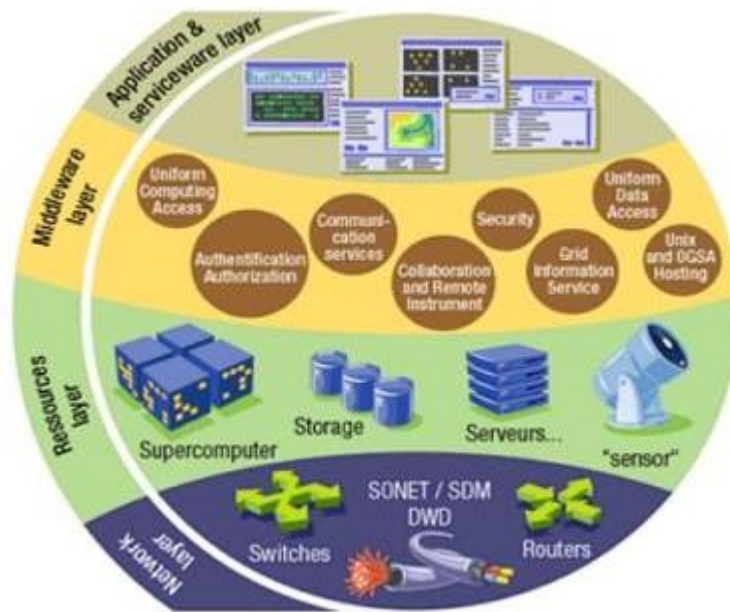 Application &
serviceware layer
Middleware
layer
Uniform
Computing
Access
Authentification
Authorization
Communi-
cation
services
Collaboration
and Remote
Instrument
Security
Grid
Information
Service
Uniform
Data
Access
Unix
and OGSA
Hosting
Ressources
layer
Supercomputer
Storage
Serveurs...
"sensor"
Network
layer
Switches
SONET / SDM
DWD
Routers